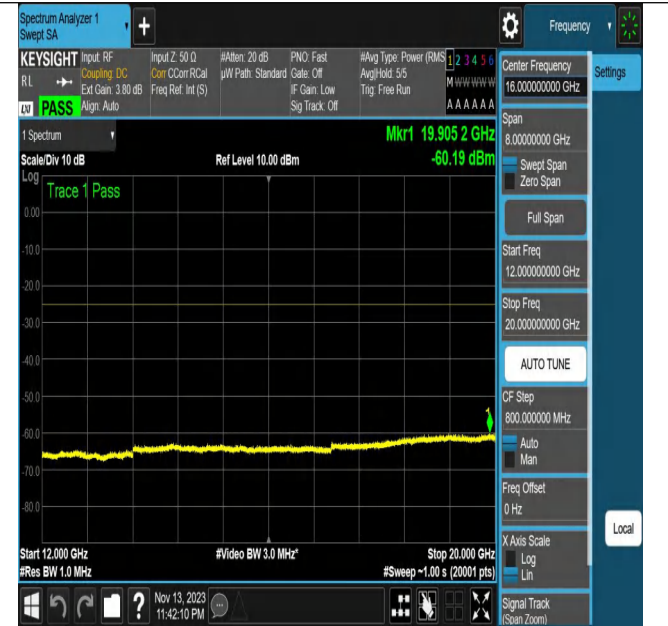 Spectrum Analyzer 1
Swept SA
+
Frequency
KEYSIGHT
RL
LXI
PASS
Input: RF
Coupling: DC
Ext Gain: 3.80 dB
Align: Auto
Input Z: 50 Ω
Corr CCorr RCal
Freq Ref: Int (S)
#Atten: 20 dB
µW Path: Standard
PNO: Fast
Gate: Off
IF Gain: Low
Sig Track: Off
#Avg Type: Power (RMS
Avg|Hold: 5/5
Trig: Free Run
1 2 3 4 5 6
M W W W W W
A A A A A A
1 Spectrum
Scale/Div 10 dB
Ref Level 10.00 dBm
Mkr1 19.905 2 GHz
-60.19 dBm
Log
Trace 1 Pass
0.00
-10.0
-20.0
-30.0
-40.0
-50.0
-60.0
-70.0
-80.0
1
Start 12.000 GHz
#Video BW 3.0 MHz*
Stop 20.000 GHz
#Res BW 1.0 MHz
#Sweep ~1.00 s (20001 pts)
Center Frequency
16.000000000 GHz
Settings
Span
8.00000000 GHz
Swept Span
Zero Span
Full Span
Start Freq
12.000000000 GHz
Stop Freq
20.000000000 GHz
AUTO TUNE
CF Step
800.000000 MHz
Auto
Man
Freq Offset
0 Hz
X Axis Scale
Log
Lin
Local
Signal Track
(Span Zoom)
?
Nov 13, 2023
11:42:10 PM